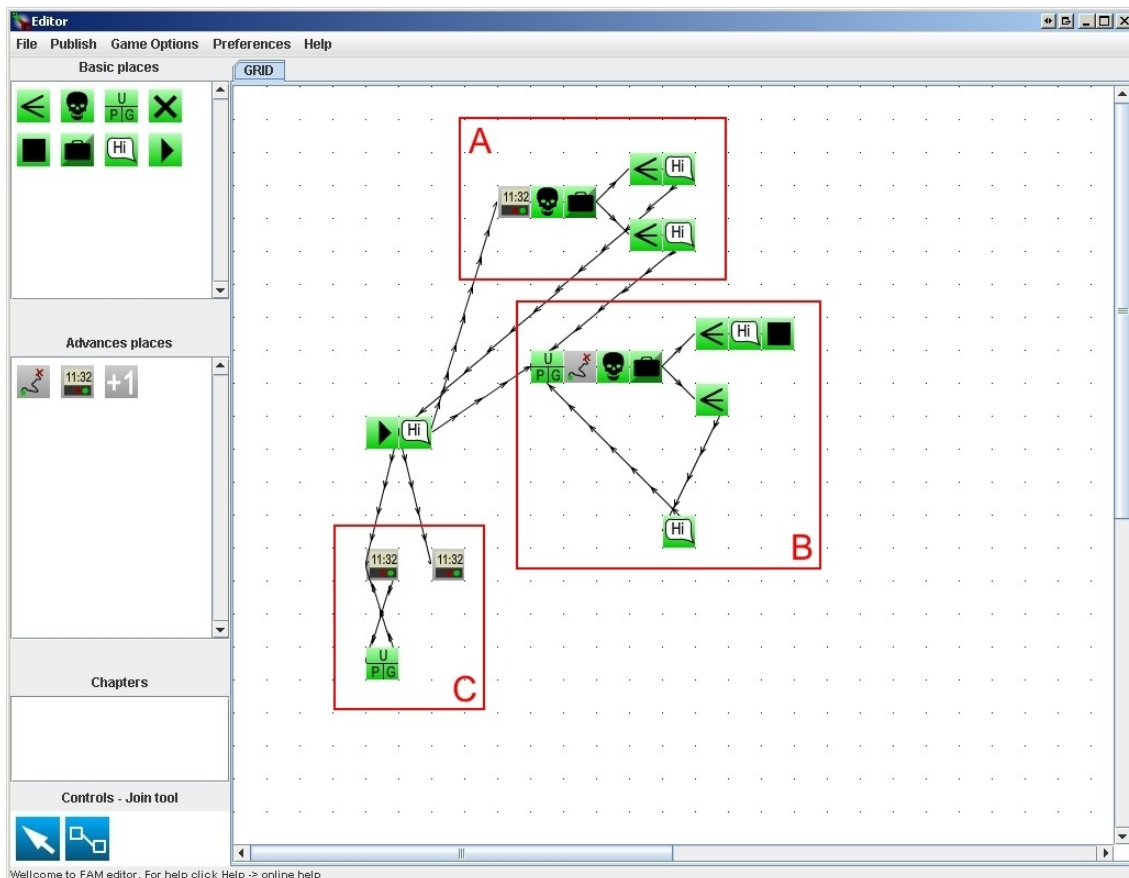 Editor
File Publish Game Options Preferences Help
Basic places
GRID
U
P G
Hi
A
Hi
11:32
Hi
Advances places
B
Hi
U
P G
11:32
+1
Hi
Hi
11:32
11:32
U
P G
C
Chapters
Controls - Join tool
Wellcome to FAM editor. For help click Help -> online help